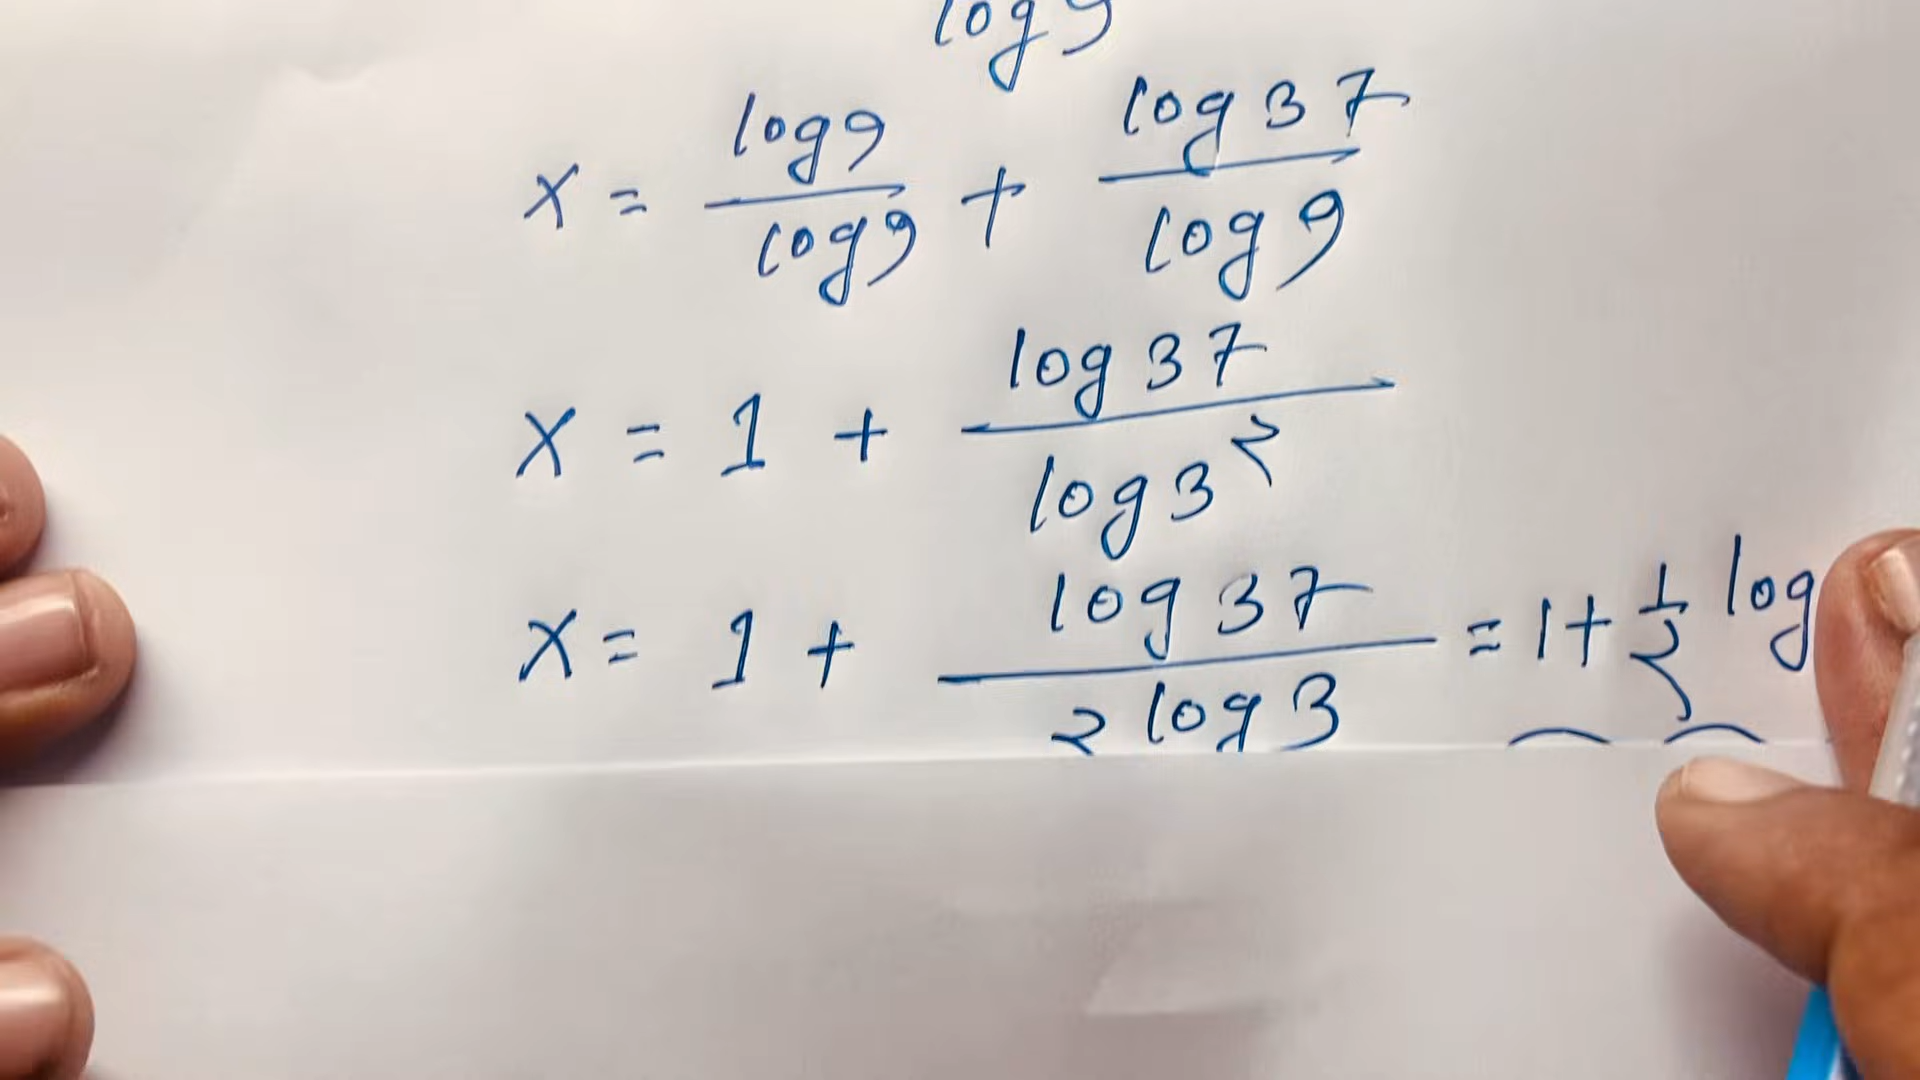 log 9
x = log 9 / log 9 + log 37 / log 9
x = 1 + log 37 / log 3²
x = 1 + log 37 / 2 log 3 = 1 + 1/2 log